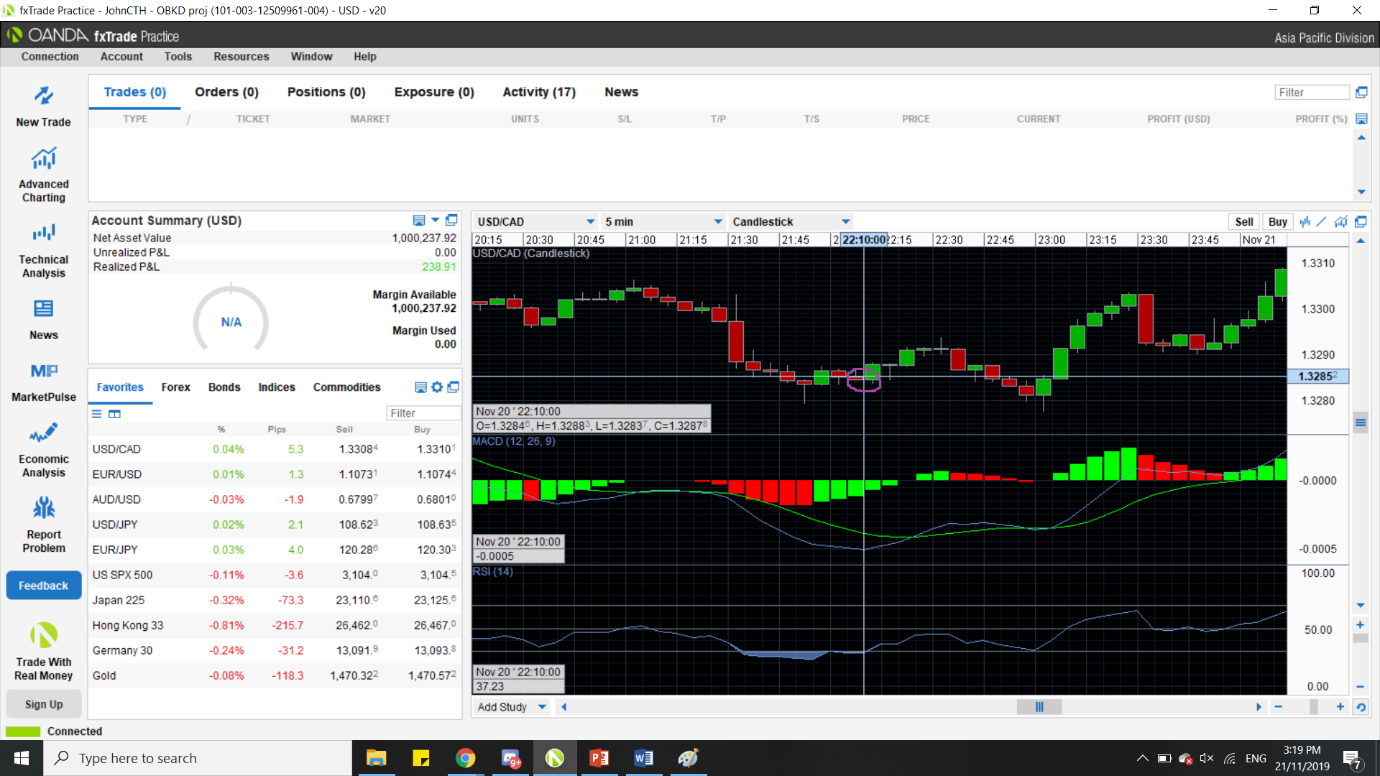 fxTrade Practice - JohnCTH - OBKD proj (101-003-12509961-004) - USD - v20
OANDA fxTrade Practice
Asia Pacific Division
Connection Account Tools Resources Window Help
New Trade
Advanced
Charting
Technical
Analysis
News
MarketPulse
Economic
Analysis
Report
Problem
Feedback
Trade With
Real Money
Sign Up
Connected
Trades (0) Orders (0) Positions (0) Exposure (0) Activity (17) News Filter
TYPE / TICKET MARKET UNITS S/L T/P T/S PRICE CURRENT PROFIT (USD) PROFIT (%)
Account Summary (USD)
Net Asset Value 1,000,237.92
Unrealized P&L 0.00
Realized P&L 238.91
N/A
Margin Available
1,000,237.92
Margin Used
0.00
Favorites Forex Bonds Indices Commodities
Filter
% Pips Sell Buy
USD/CAD 0.04% 5.3 1.33084 1.33101
EUR/USD 0.01% 1.3 1.10731 1.10744
AUD/USD -0.03% -1.9 0.67997 0.68010
USD/JPY 0.02% 2.1 108.623 108.635
EUR/JPY 0.03% 4.0 120.286 120.303
US SPX 500 -0.11% -3.6 3,104.0 3,104.5
Japan 225 -0.32% -73.3 23,110.6 23,125.6
Hong Kong 33 -0.81% -215.7 26,462.0 26,467.0
Germany 30 -0.24% -31.2 13,091.9 13,093.8
Gold -0.08% -118.3 1,470.322 1,470.572
USD/CAD 5 min Candlestick Sell Buy
20:15 20:30 20:45 21:00 21:15 21:30 21:45 2 22:10:00 22:15 22:30 22:45 23:00 23:15 23:30 23:45 Nov 21
USD/CAD (Candlestick)
1.3310
1.3300
1.3290
1.32852
1.3280
Nov 20 ' 22:10:00
O=1.32846, H=1.32883, L=1.32837, C=1.32878
MACD (12, 26, 9)
-0.0000
-0.0005
Nov 20 ' 22:10:00
-0.0005
RSI (14)
100.00
50.00
0.00
Nov 20 ' 22:10:00
37.23
Add Study
Type here to search
9+
ENG
3:19 PM
21/11/2019
7